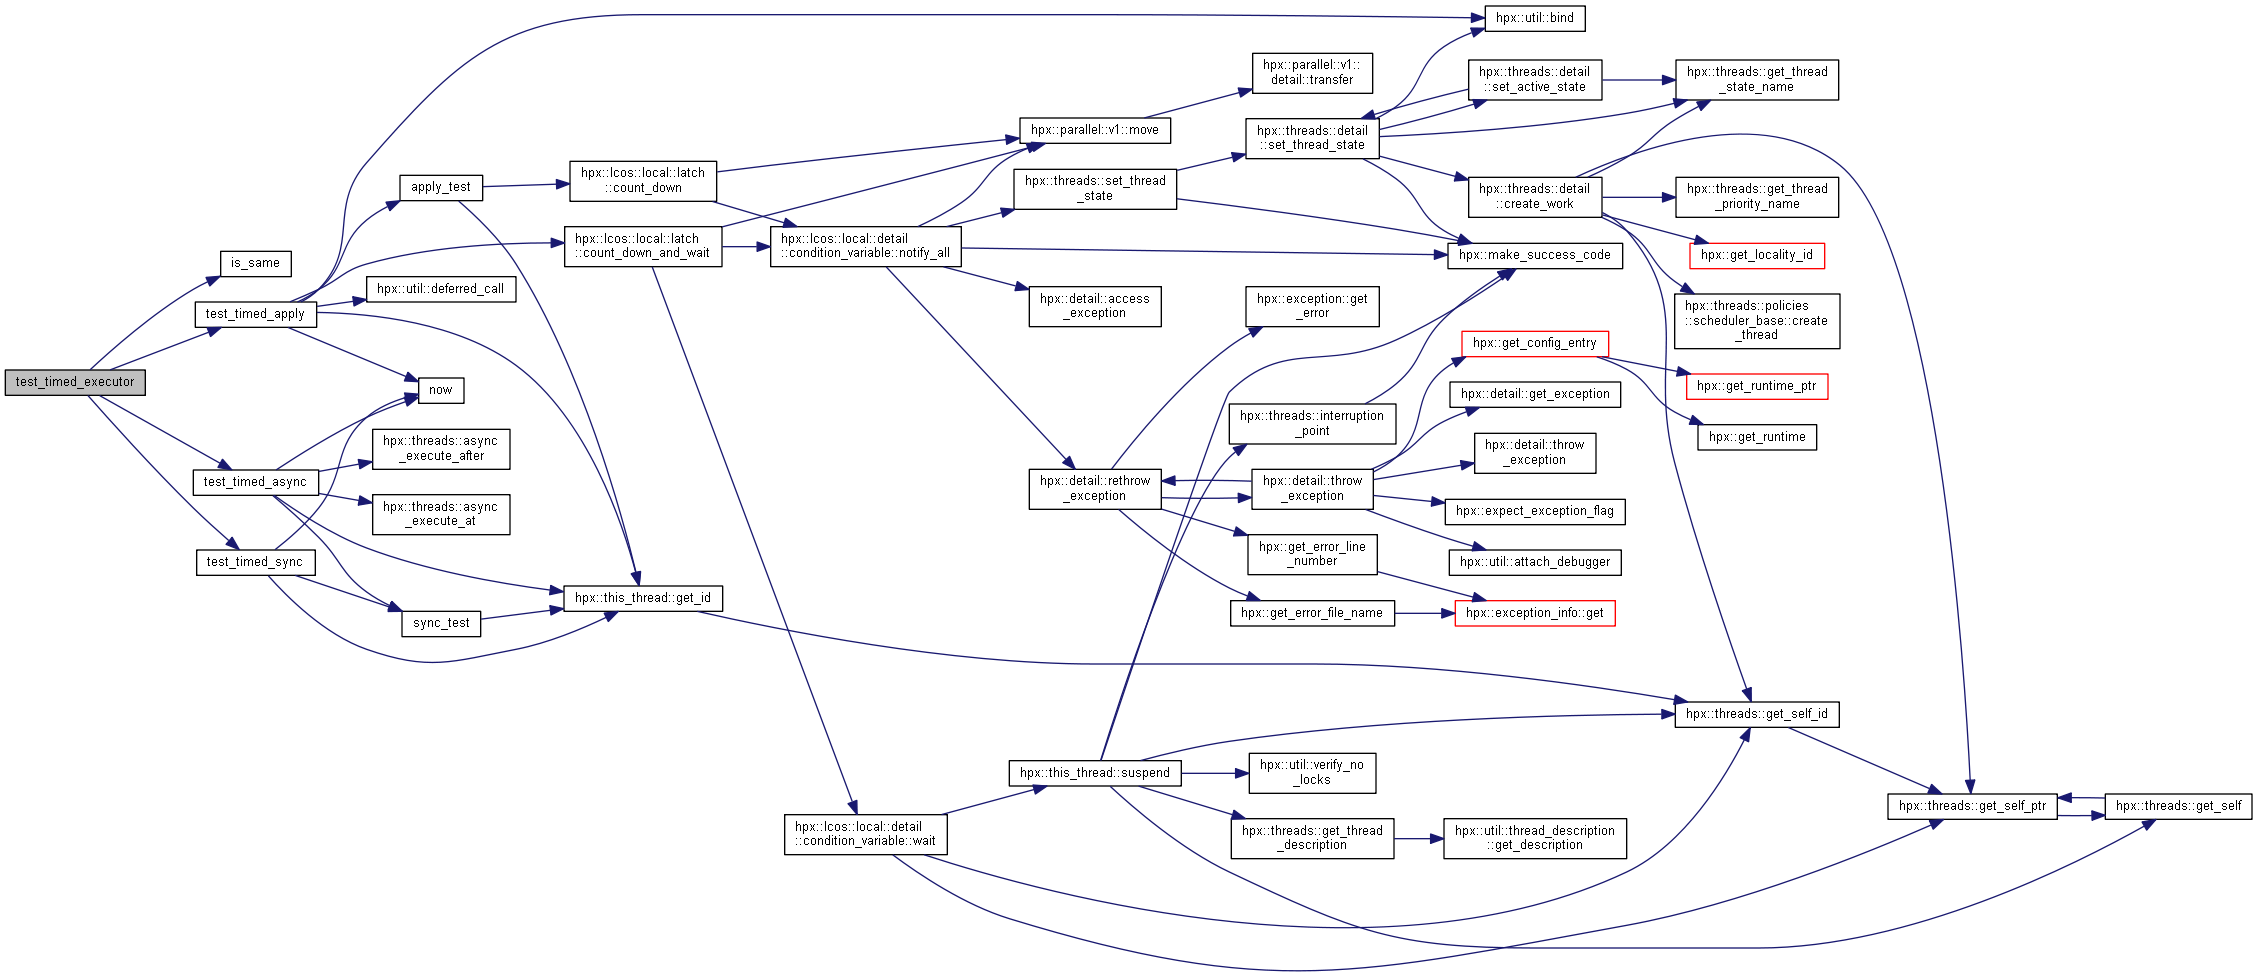 test_timed_executor
is_same
test_timed_apply
test_timed_async
test_timed_sync
apply_test
hpx::util::deferred_call
now
hpx::threads::async
_execute_after
hpx::threads::async
_execute_at
sync_test
hpx::lcos::local::latch
::count_down
hpx::lcos::local::latch
::count_down_and_wait
hpx::this_thread::get_id
hpx::lcos::local::detail
::condition_variable::notify_all
hpx::lcos::local::detail
::condition_variable::wait
hpx::parallel::v1::move
hpx::threads::set_thread
_state
hpx::detail::access
_exception
hpx::detail::rethrow
_exception
hpx::this_thread::suspend
hpx::parallel::v1::
detail::transfer
hpx::threads::detail
::set_thread_state
hpx::exception::get
_error
hpx::threads::interruption
_point
hpx::detail::throw
_exception
hpx::get_error_line
_number
hpx::get_error_file_name
hpx::util::verify_no
_locks
hpx::threads::get_thread
_description
hpx::util::bind
hpx::threads::detail
::set_active_state
hpx::threads::detail
::create_work
hpx::make_success_code
hpx::get_config_entry
hpx::detail::get_exception
hpx::detail::throw
_exception
hpx::expect_exception_flag
hpx::util::attach_debugger
hpx::exception_info::get
hpx::util::thread_description
::get_description
hpx::threads::get_thread
_state_name
hpx::threads::get_thread
_priority_name
hpx::get_locality_id
hpx::threads::policies
::scheduler_base::create
_thread
hpx::get_runtime_ptr
hpx::get_runtime
hpx::threads::get_self_id
hpx::threads::get_self_ptr
hpx::threads::get_self